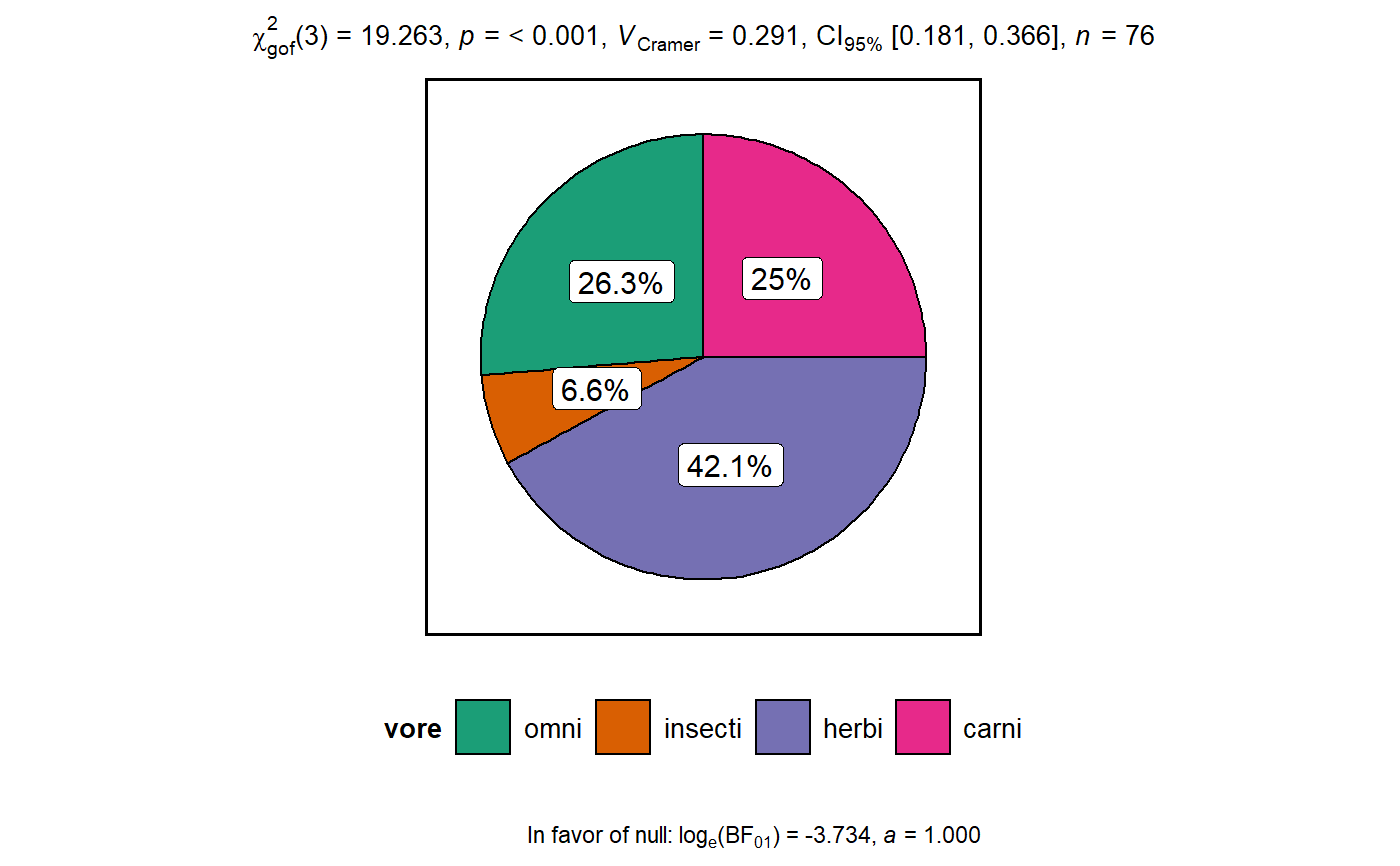 χ²gof(3) = 19.263, p = < 0.001, VCramer = 0.291, CI95% [0.181, 0.366], n = 76
26.3%
25%
6.6%
42.1%
vore omni insecti herbi carni
In favor of null: loge(BF01) = -3.734, a = 1.000